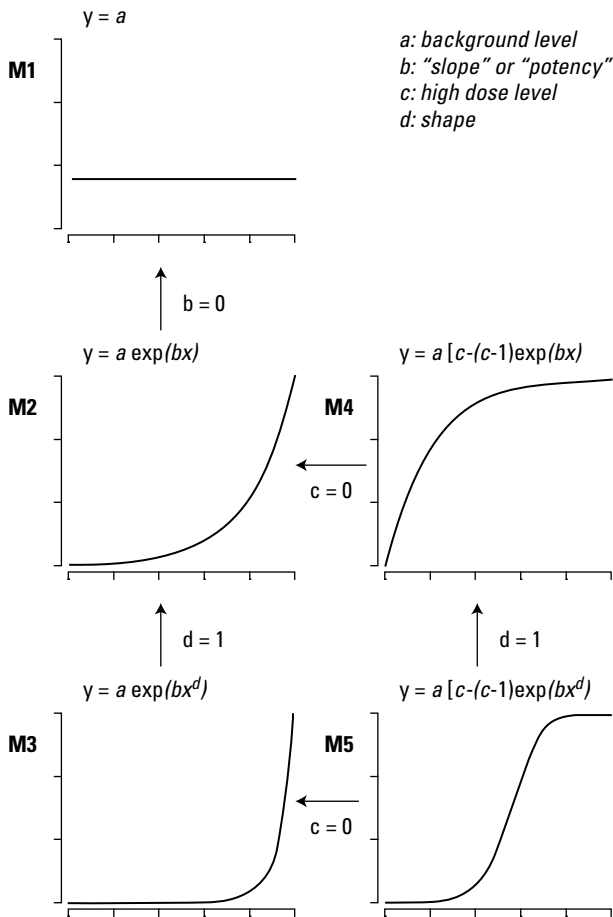 y = a
M1
a: background level
b: “slope” or “potency”
c: high dose level
d: shape
b = 0
y = a exp(bx)
M2
y = a [c-(c-1)exp(bx)
M4
c = 0
d = 1
d = 1
y = a exp(bx^d)
M3
y = a [c-(c-1)exp(bx^d)
M5
c = 0